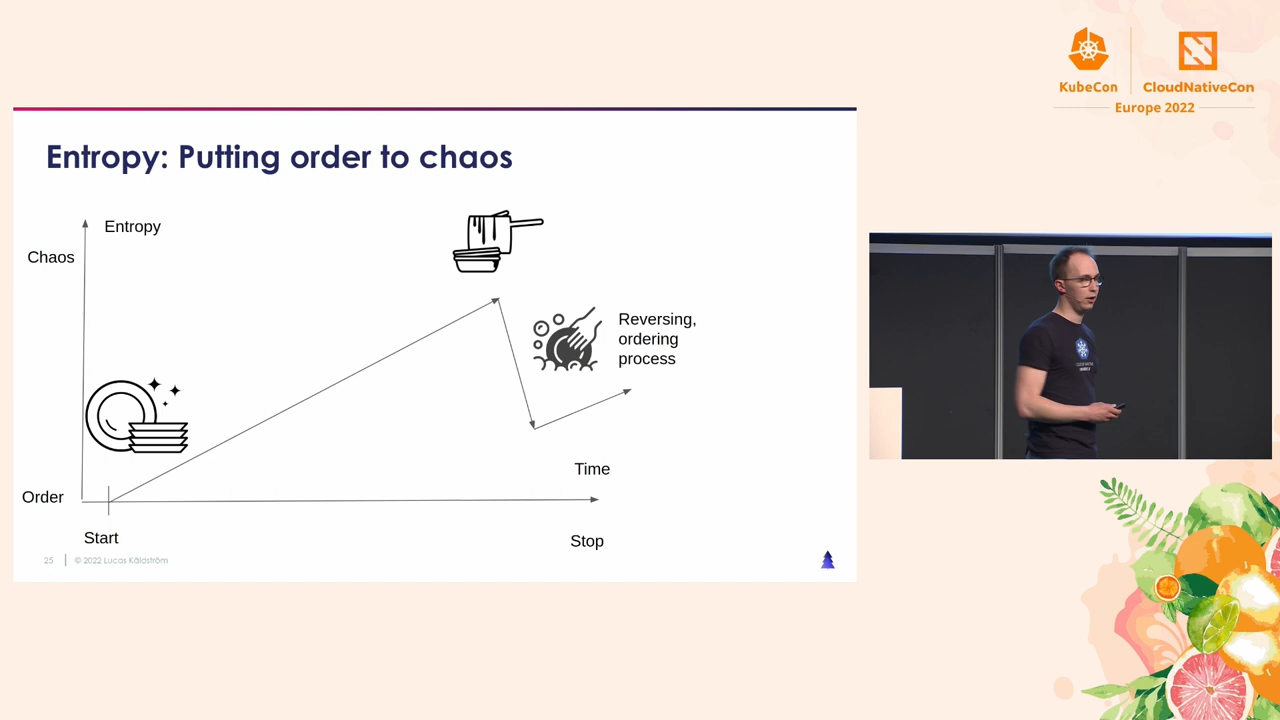 KubeCon
CloudNativeCon
Europe 2022
Entropy: Putting order to chaos
Entropy
Chaos
Reversing,
ordering
process
Time
Order
Start
Stop
25
© 2022 Lucas Käldström